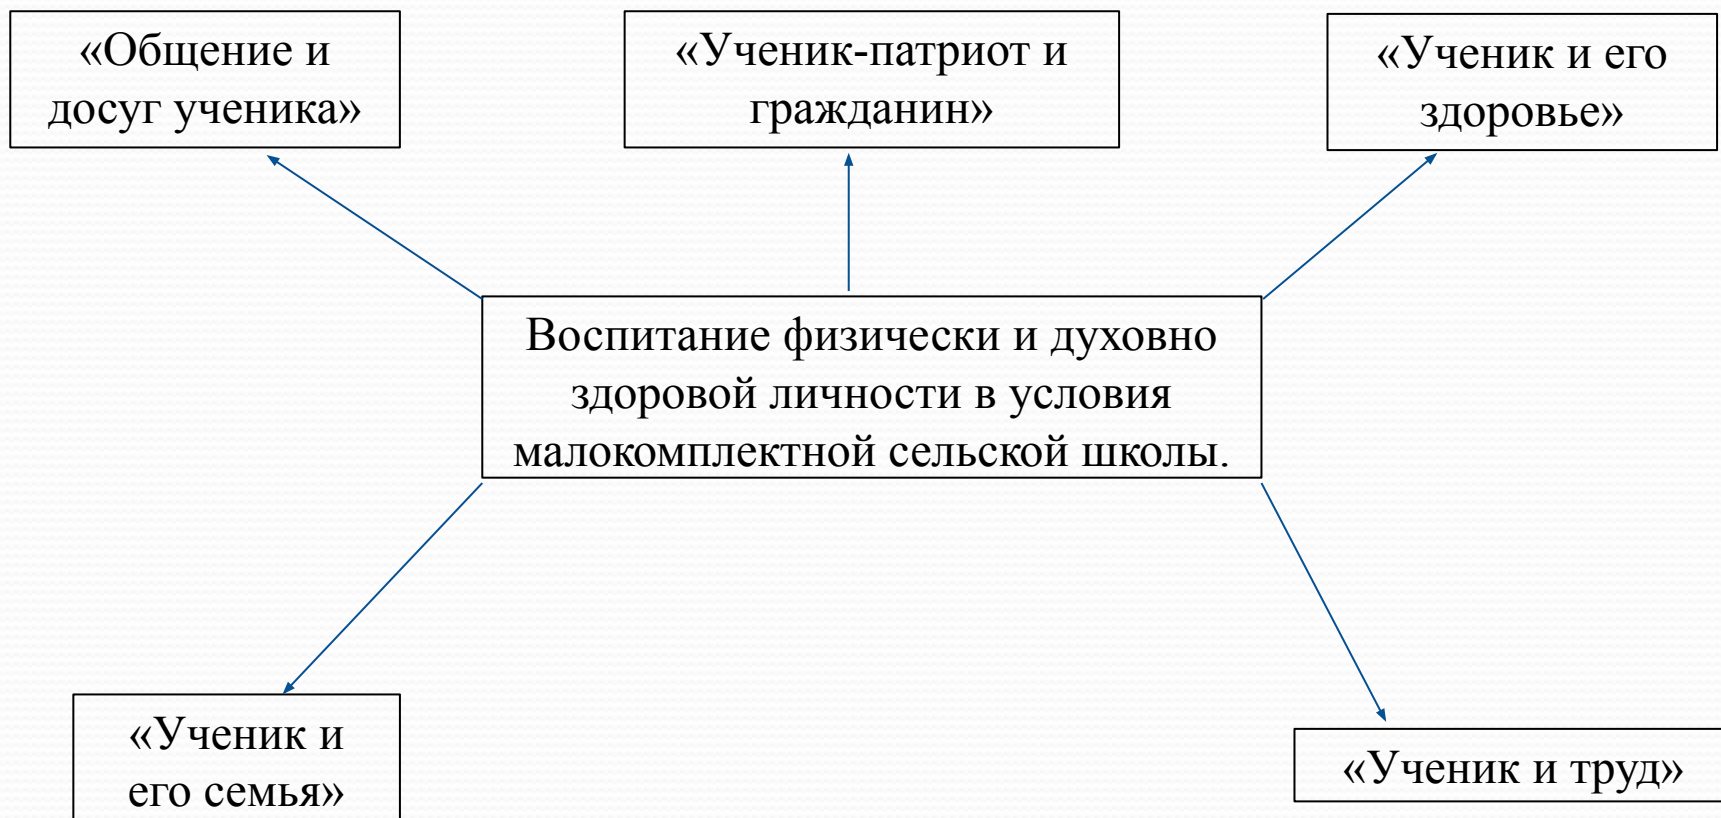 «Общение и
досуг ученика»
«Ученик-патриот и
гражданин»
«Ученик и его
здоровье»
Воспитание физически и духовно
здоровой личности в условия
малокомплектной сельской школы.
«Ученик и
его семья»
«Ученик и труд»